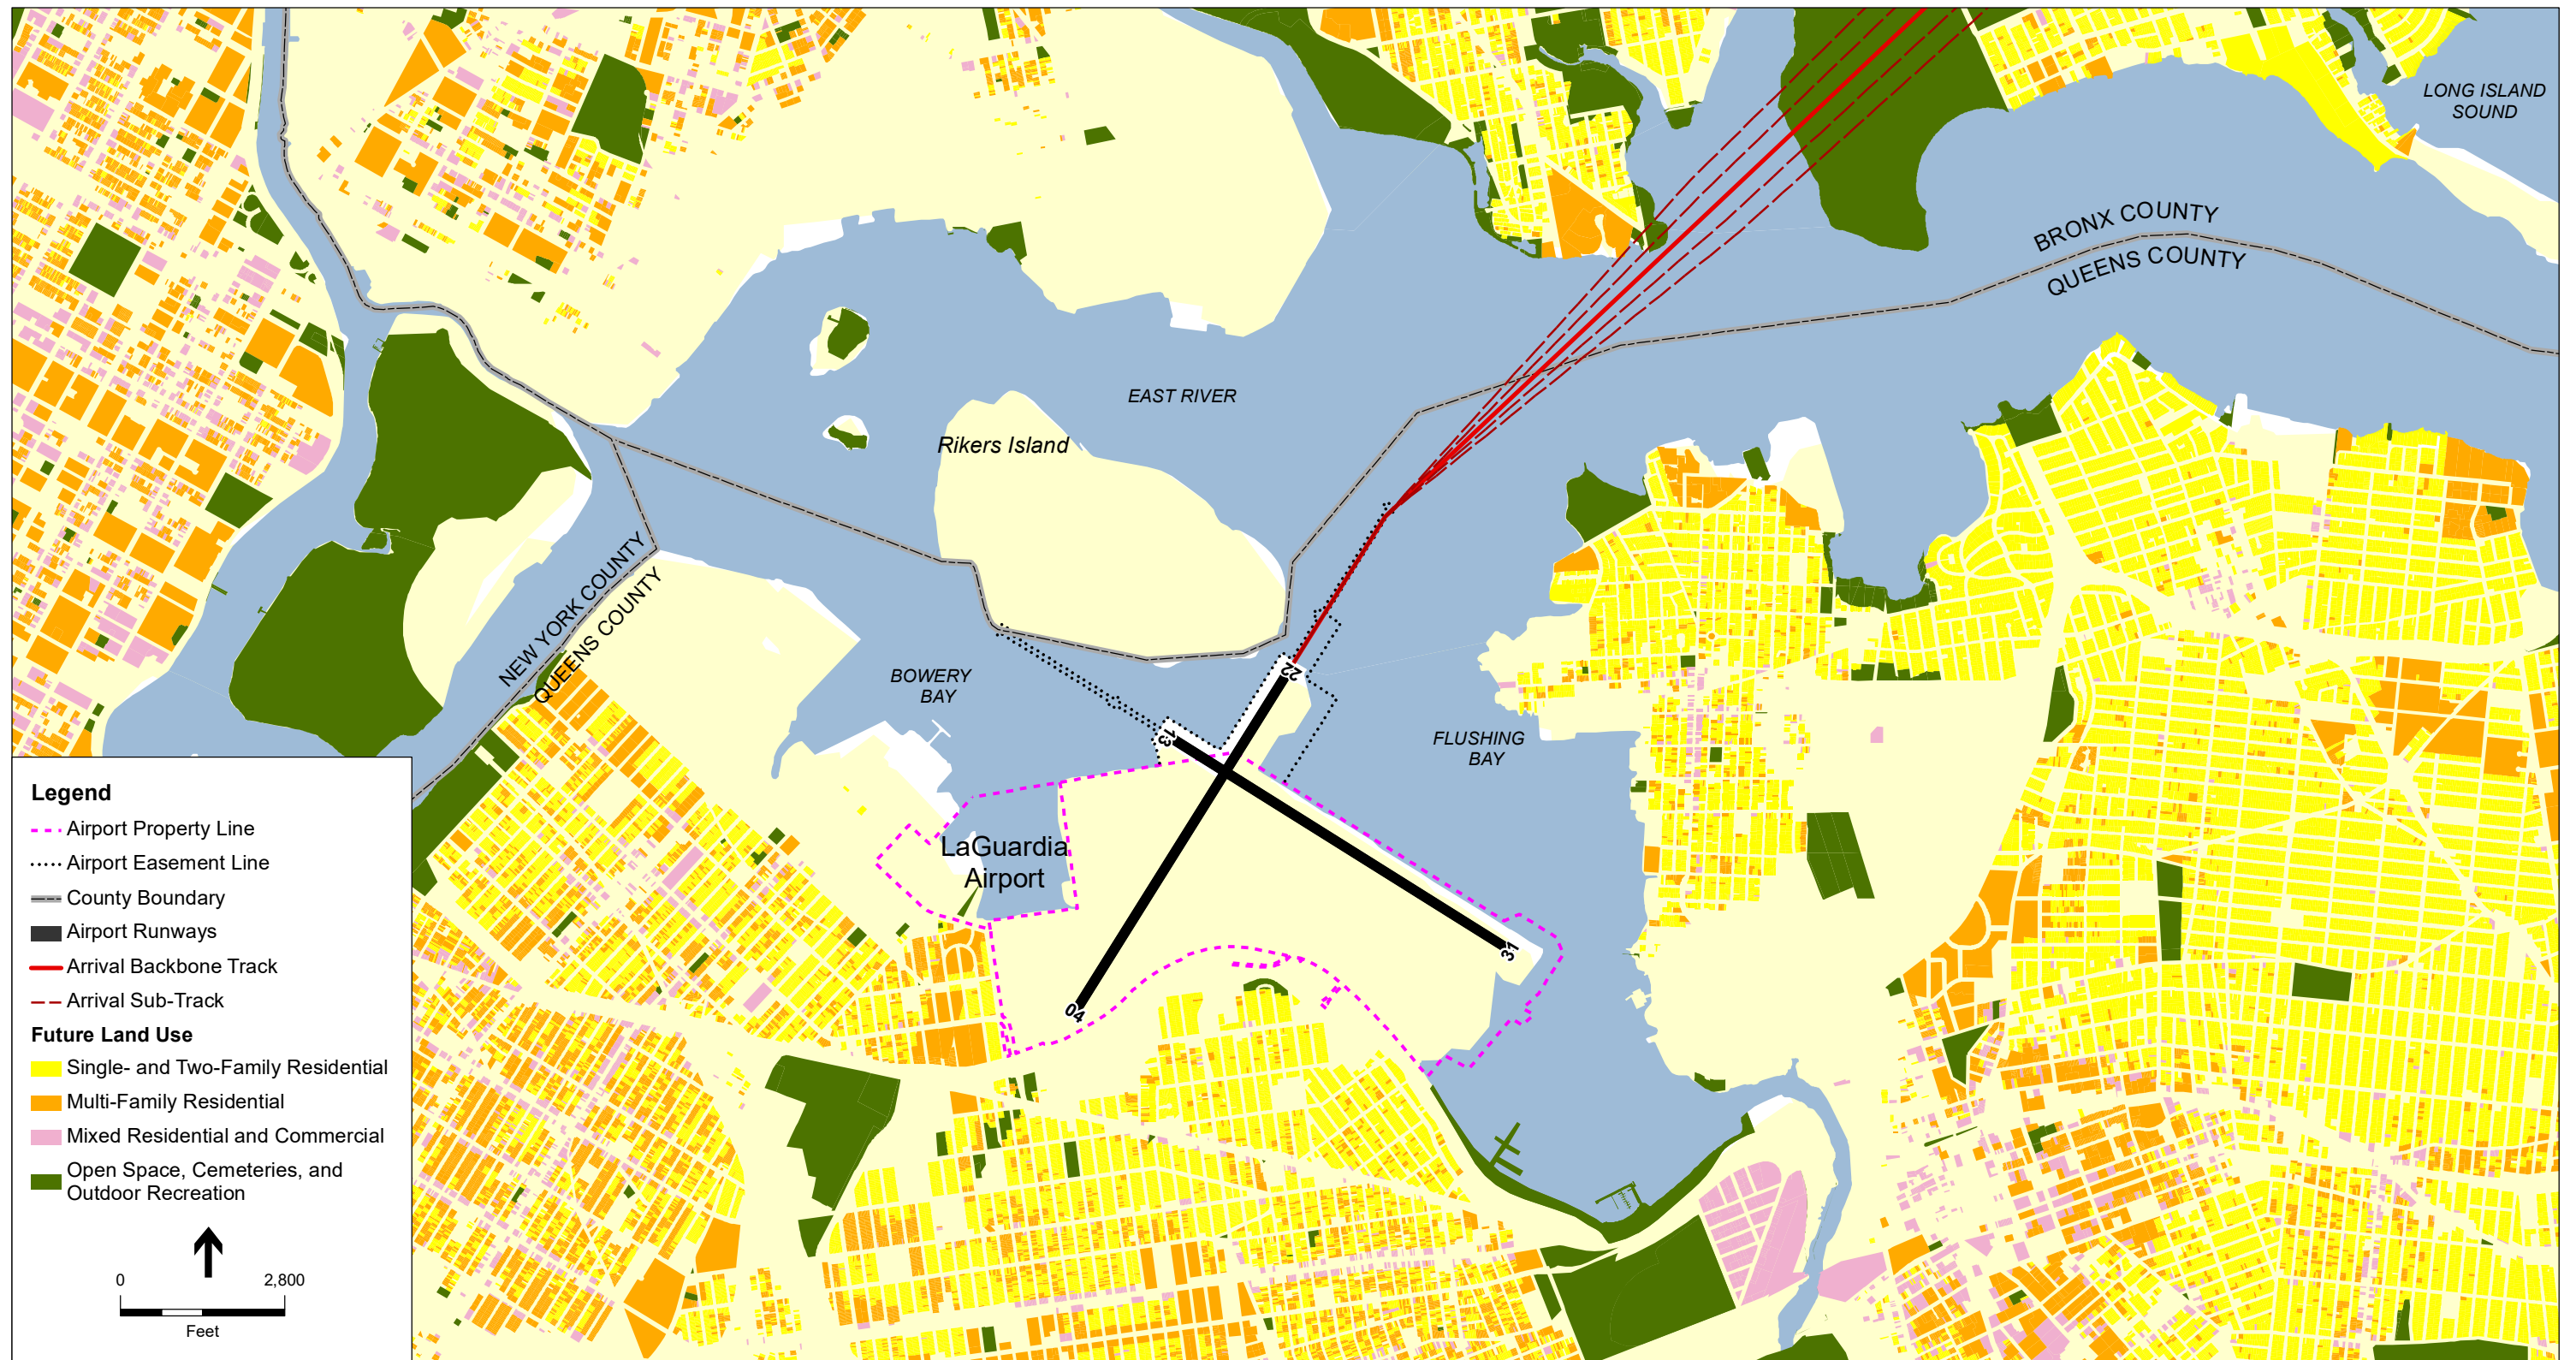 LONG ISLAND
SOUND
BRONX COUNTY
QUEENS COUNTY
EAST RIVER
Rikers Island
NEW YORK COUNTY
QUEENS COUNTY
BOWERY
BAY
22
13
FLUSHING
BAY
LaGuardia
Airport
31
04
Legend
Airport Property Line
Airport Easement Line
County Boundary
Airport Runways
Arrival Backbone Track
Arrival Sub-Track
Future Land Use
Single- and Two-Family Residential
Multi-Family Residential
Mixed Residential and Commercial
Open Space, Cemeteries, and
Outdoor Recreation
0 2,800
Feet